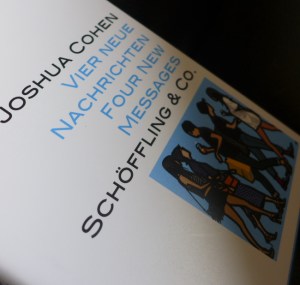 JOSHUA COHEN
VIER NEUE
NACHRICHTEN
FOUR NEW
MESSAGES
SCHÖFFLING & CO.